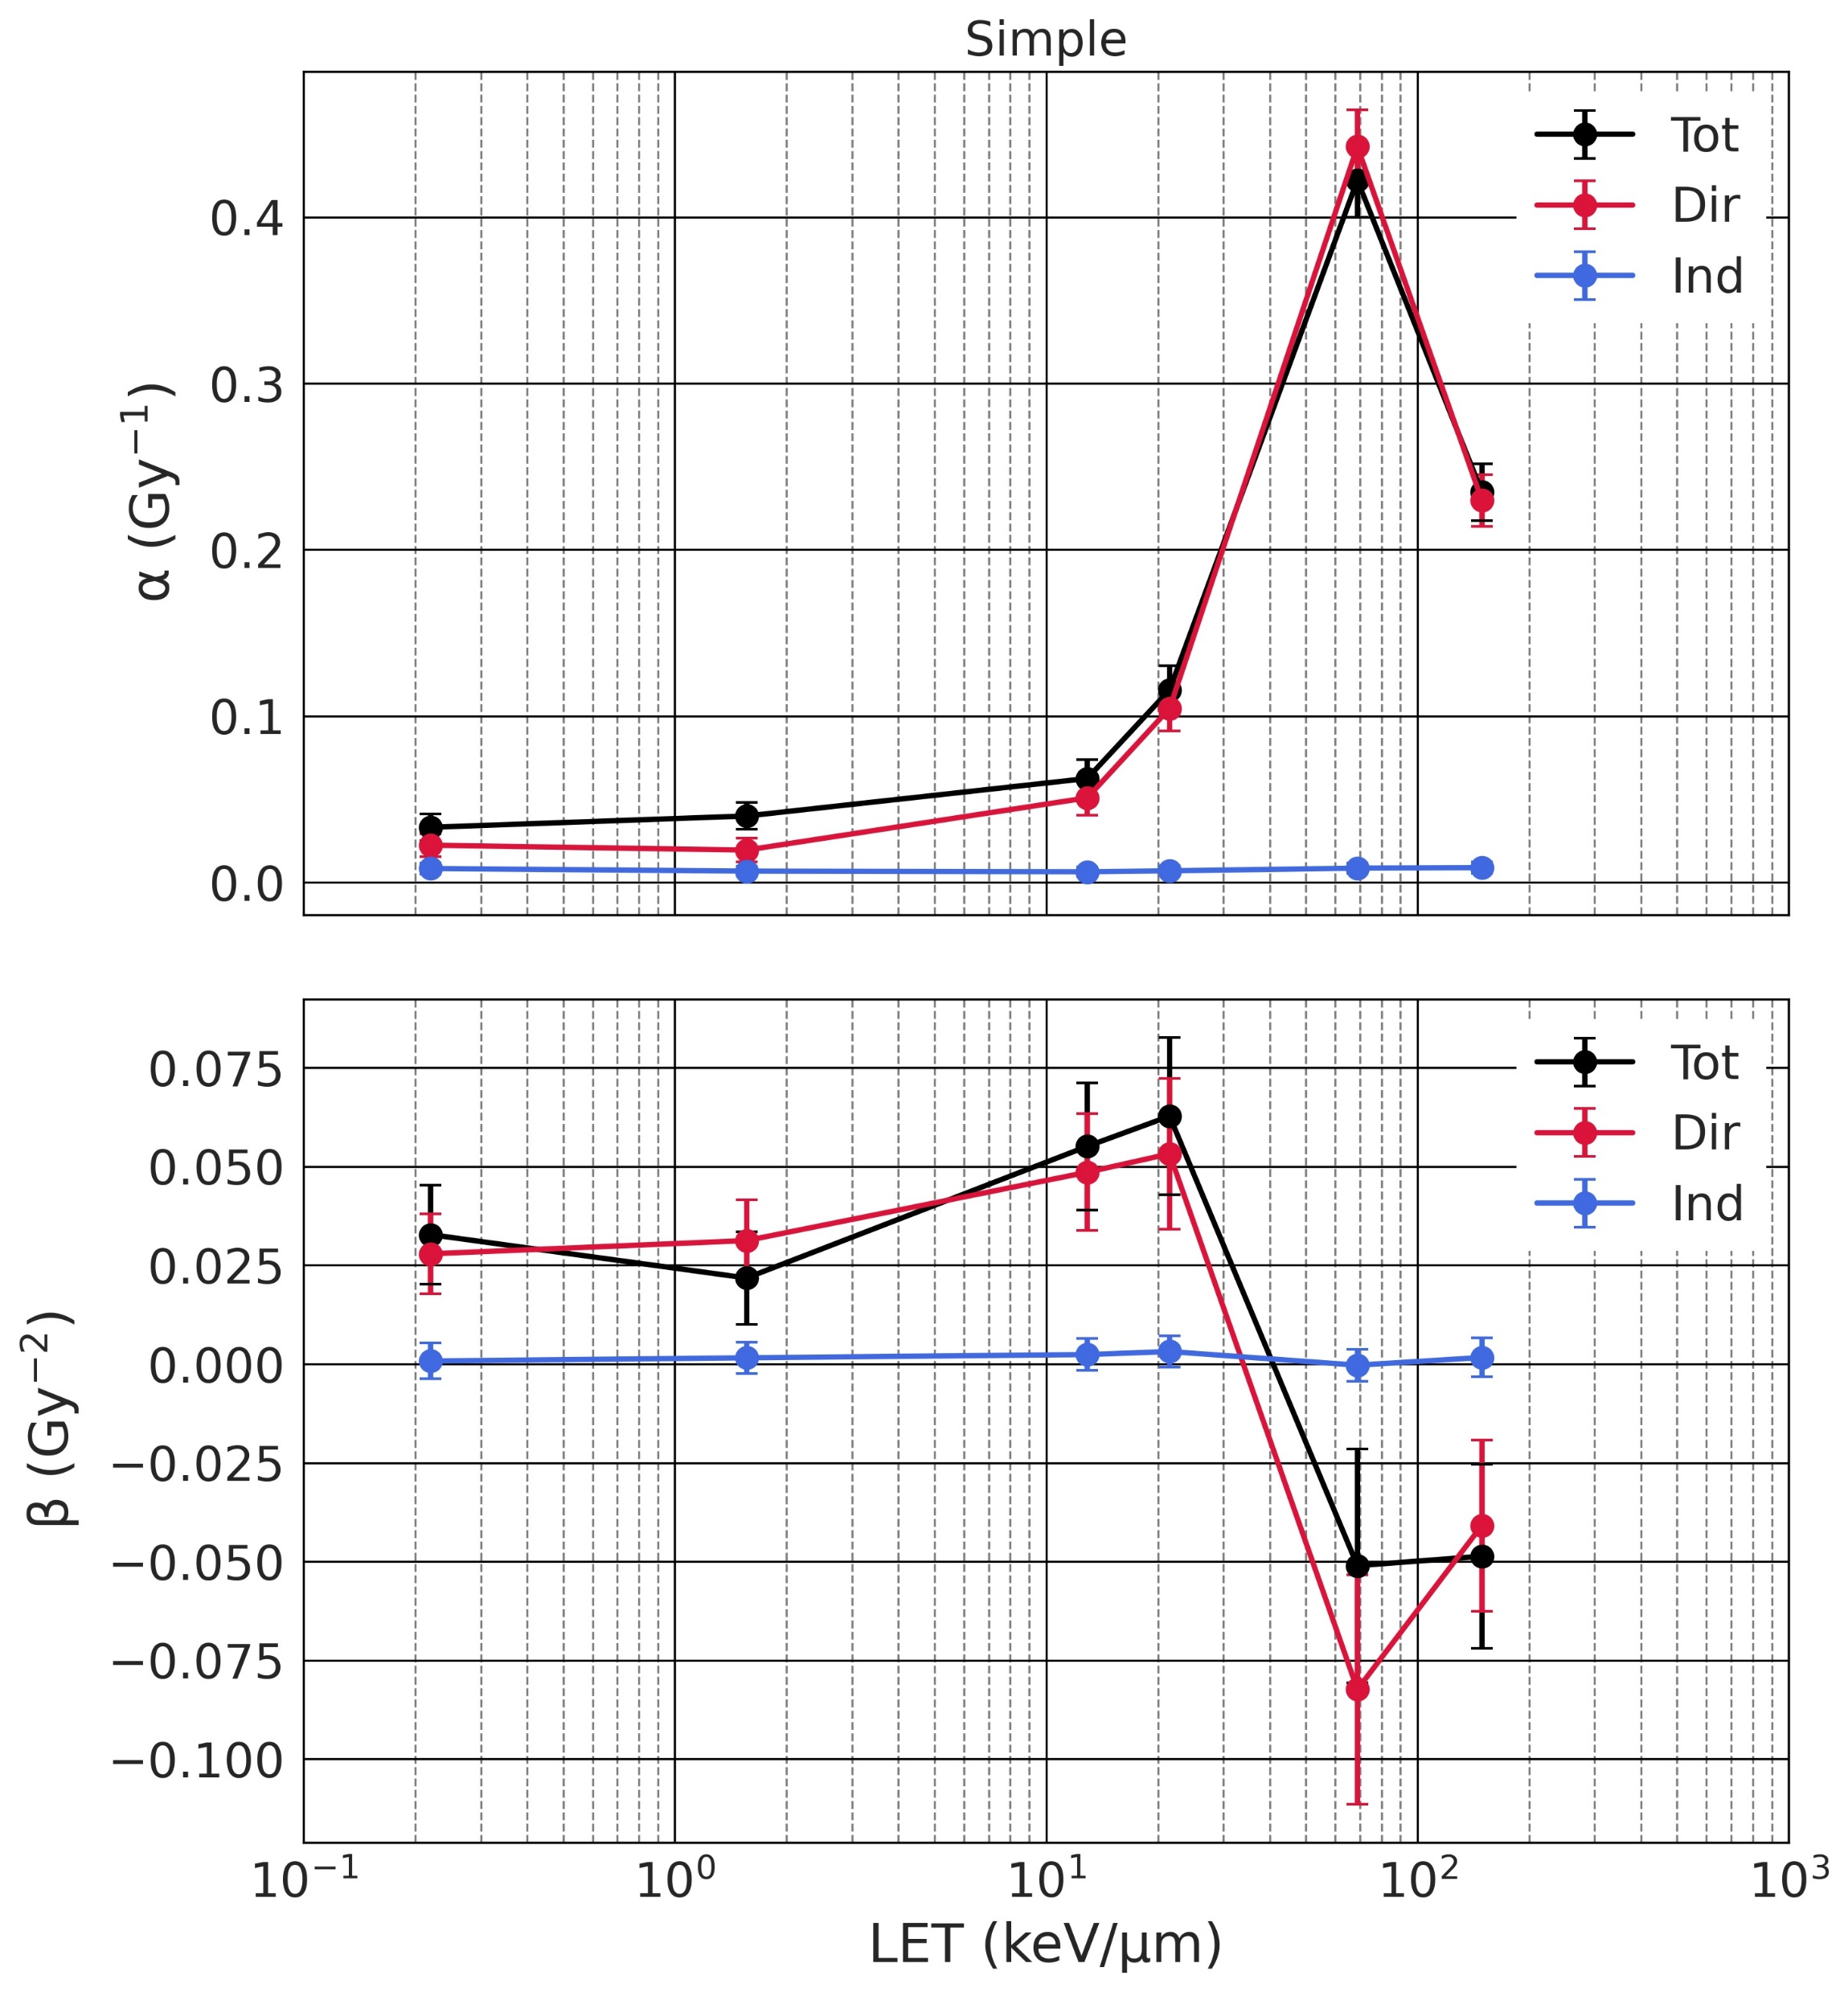 Simple
α (Gy⁻¹)
0.4
0.3
0.2
0.1
0.0
Tot
Dir
Ind
β (Gy⁻²)
0.075
0.050
0.025
0.000
−0.025
−0.050
−0.075
−0.100
Tot
Dir
Ind
10⁻¹ 10⁰ 10¹ 10² 10³
LET (keV/μm)